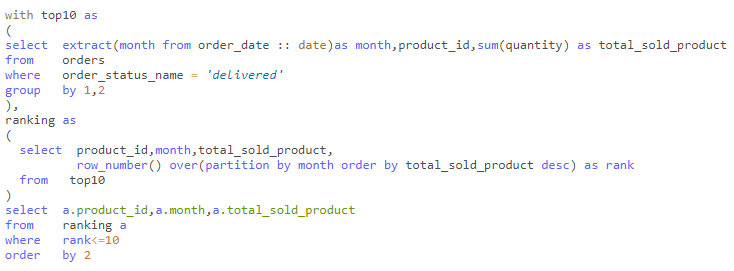 with top10 as
(
select  extract(month from order_date :: date)as month,product_id,sum(quantity) as total_sold_product
from    orders
where   order_status_name = 'delivered'
group   by 1,2
),
ranking as
(
  select  product_id,month,total_sold_product,
          row_number() over(partition by month order by total_sold_product desc) as rank
  from   top10
)
select  a.product_id,a.month,a.total_sold_product
from    ranking a
where   rank<=10
order   by 2